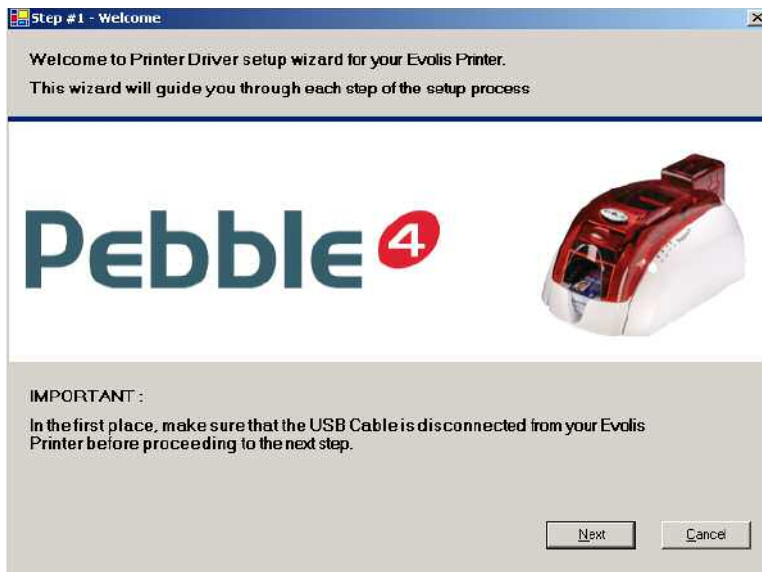 Step #1 - Welcome
Welcome to Printer Driver setup wizard for your Evolis Printer.
This wizard will guide you through each step of the setup process
Pebble 4
IMPORTANT :
In the first place, make sure that the USB Cable is disconnected from your Evolis
Printer before proceeding to the next step.
Next
Cancel